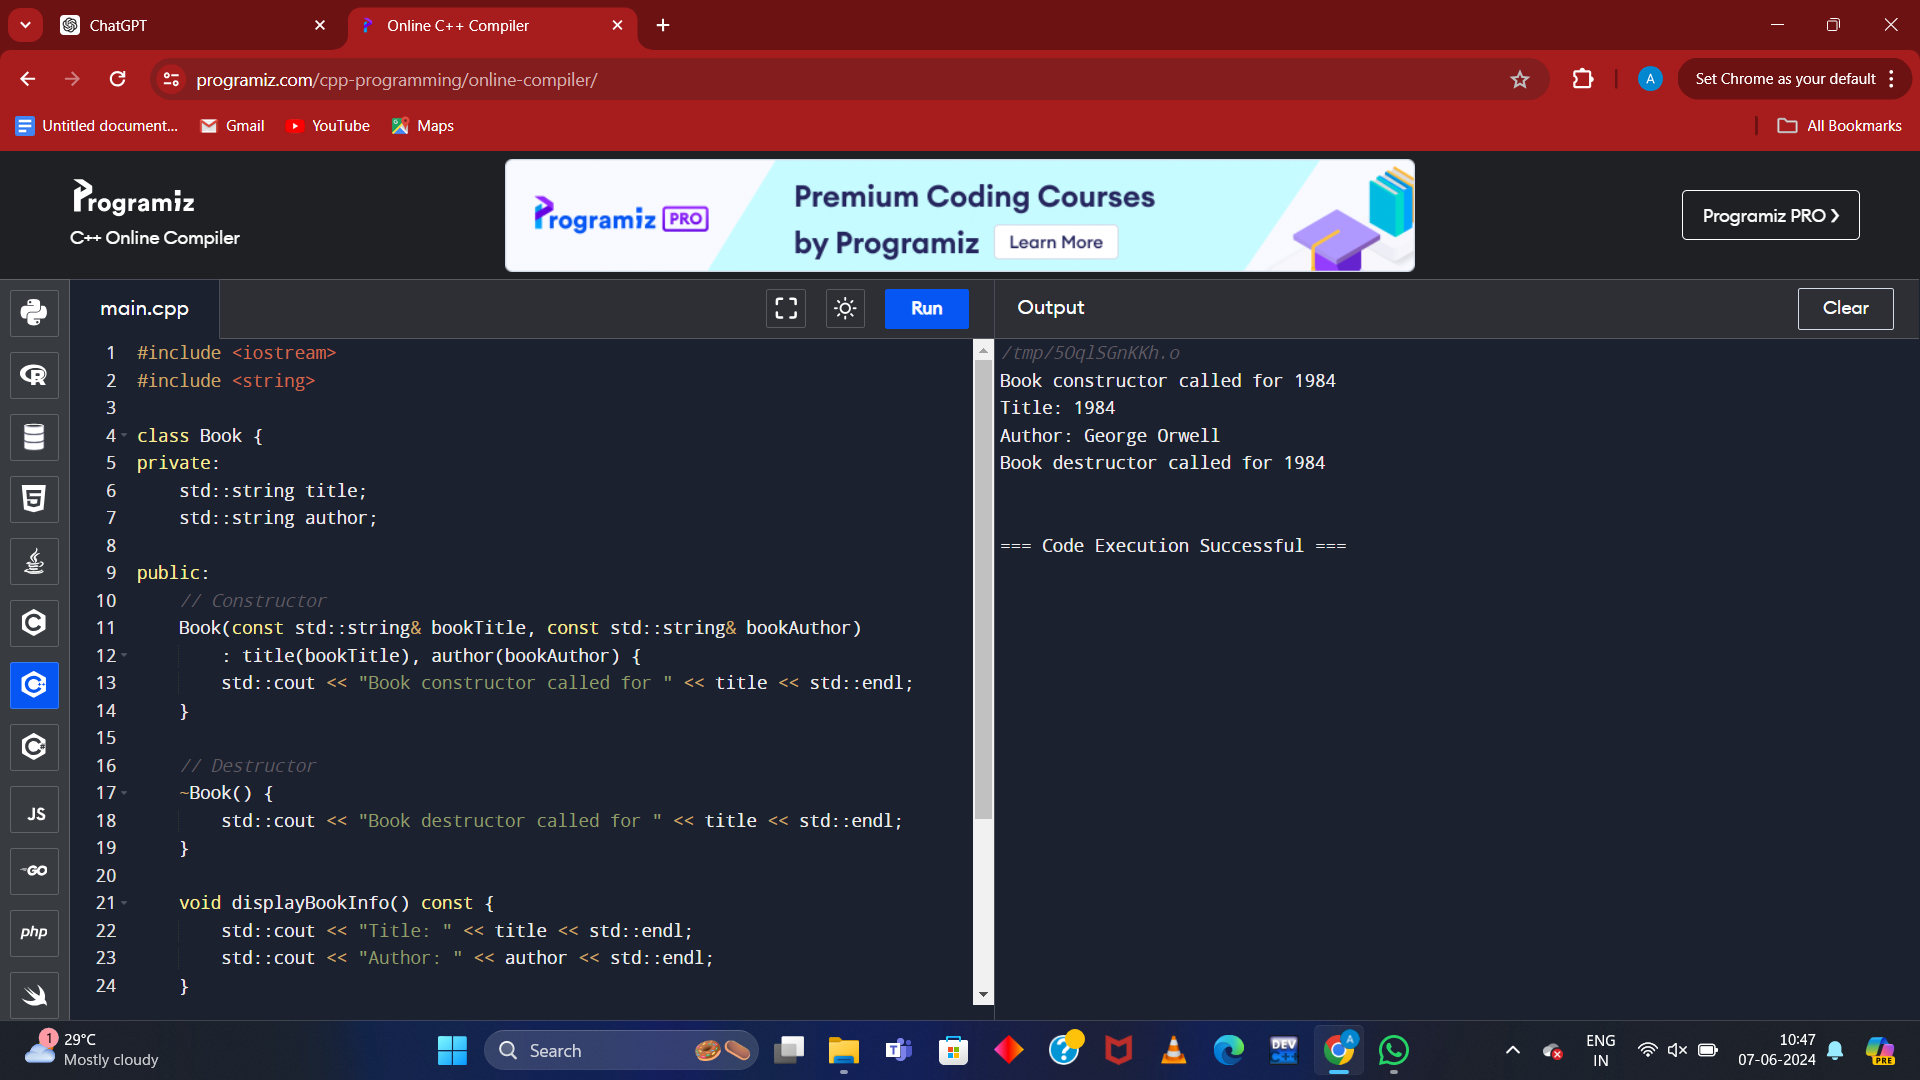 ChatGPT
Online C++ Compiler
programiz.com/cpp-programming/online-compiler/
A
Set Chrome as your default
Untitled document...
Gmail
YouTube
Maps
All Bookmarks
Programiz
C++ Online Compiler
Programiz PRO
Premium Coding Courses
by Programiz
Learn More
Programiz PRO ❯
main.cpp
Run
Output
Clear
1 #include <iostream>
2 #include <string>
3
4 class Book {
5 private:
6     std::string title;
7     std::string author;
8
9 public:
10     // Constructor
11     Book(const std::string& bookTitle, const std::string& bookAuthor)
12         : title(bookTitle), author(bookAuthor) {
13         std::cout << "Book constructor called for " << title << std::endl;
14     }
15
16     // Destructor
17     ~Book() {
18         std::cout << "Book destructor called for " << title << std::endl;
19     }
20
21     void displayBookInfo() const {
22         std::cout << "Title: " << title << std::endl;
23         std::cout << "Author: " << author << std::endl;
24     }
/tmp/5OqlSGnKKh.o
Book constructor called for 1984
Title: 1984
Author: George Orwell
Book destructor called for 1984
=== Code Execution Successful ===
R
5
C
C
C#
JS
GO
php
1
29°C
Mostly cloudy
Search
DEV
C++
A
ENG
IN
10:47
07-06-2024
PRE